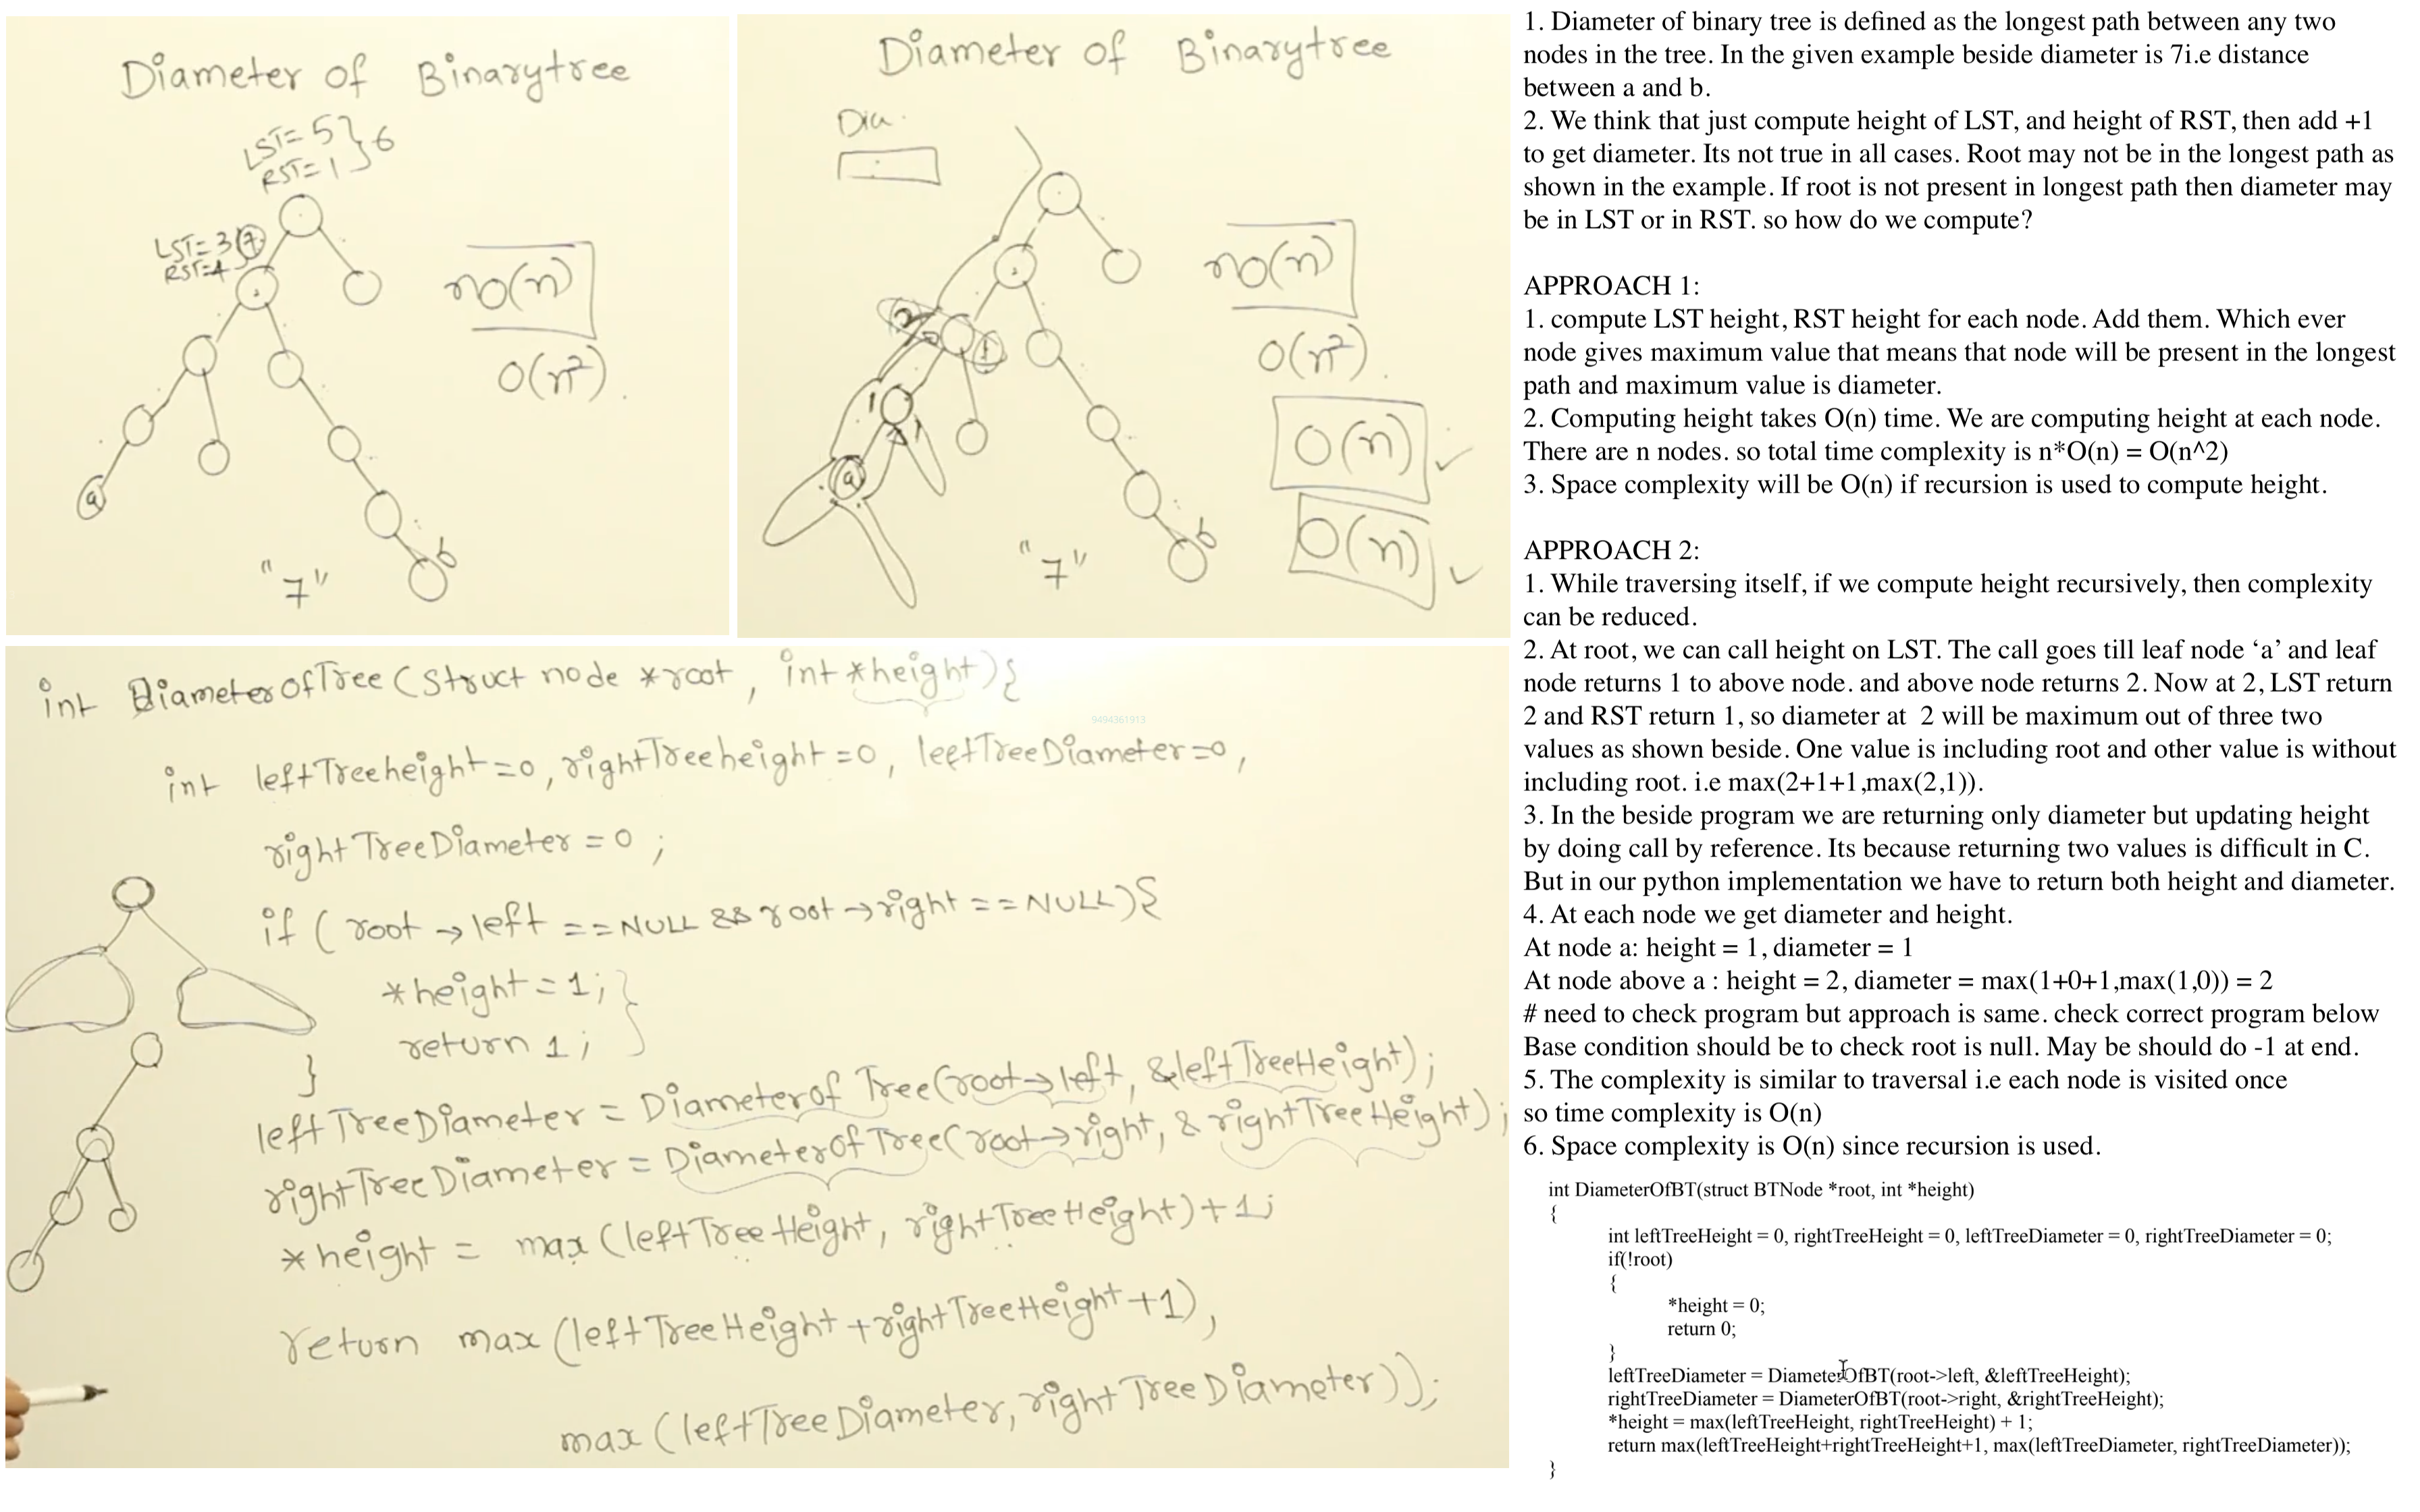 Diameter of Binarytree
LST= 5 } 6
RST= 1
LST= 3 7
RST=4
no(n)
O(n²).
a
b
"7"
Diameter of Binarytree
Dia.
no(n)
O(n²).
2
1
1
O(n)
O(n)
a
b
"7"
int DiameterofTree (struct node *root, int *height){
9494361913
int leftTreeheight=0, rightTreeheight=0, leftTreeDiameter=0,
rightTreeDiameter=0;
if (root→left ==NULL && root→right ==NULL){
*height=1; }
return 1;
}
leftTreeDiameter = Diameterof Tree(root→left, &leftTreeHeight);
rightTreeDiameter = DiameterofTree(root→right, & rightTreeHeight);
*height = max (leftTreeHeight, rightTreeHeight)+1;
return max (leftTreeHeight+rightTreeHeight+1),
max (leftTreeDiameter, rightTreeDiameter));
1. Diameter of binary tree is defined as the longest path between any two
nodes in the tree. In the given example beside diameter is 7i.e distance
between a and b.
2. We think that just compute height of LST, and height of RST, then add +1
to get diameter. Its not true in all cases. Root may not be in the longest path as
shown in the example. If root is not present in longest path then diameter may
be in LST or in RST. so how do we compute?
APPROACH 1:
1. compute LST height, RST height for each node. Add them. Which ever
node gives maximum value that means that node will be present in the longest
path and maximum value is diameter.
2. Computing height takes O(n) time. We are computing height at each node.
There are n nodes. so total time complexity is n*O(n) = O(n^2)
3. Space complexity will be O(n) if recursion is used to compute height.
APPROACH 2:
1. While traversing itself, if we compute height recursively, then complexity
can be reduced.
2. At root, we can call height on LST. The call goes till leaf node ‘a’ and leaf
node returns 1 to above node. and above node returns 2. Now at 2, LST return
2 and RST return 1, so diameter at  2 will be maximum out of three two
values as shown beside. One value is including root and other value is without
including root. i.e max(2+1+1,max(2,1)).
3. In the beside program we are returning only diameter but updating height
by doing call by reference. Its because returning two values is difficult in C.
But in our python implementation we have to return both height and diameter.
4. At each node we get diameter and height.
At node a: height = 1, diameter = 1
At node above a : height = 2, diameter = max(1+0+1,max(1,0)) = 2
# need to check program but approach is same. check correct program below
Base condition should be to check root is null. May be should do -1 at end.
5. The complexity is similar to traversal i.e each node is visited once
so time complexity is O(n)
6. Space complexity is O(n) since recursion is used.
int DiameterOfBT(struct BTNode *root, int *height)
{
int leftTreeHeight = 0, rightTreeHeight = 0, leftTreeDiameter = 0, rightTreeDiameter = 0;
if(!root)
{
*height = 0;
return 0;
}
leftTreeDiameter = DiameterOfBT(root->left, &leftTreeHeight);
rightTreeDiameter = DiameterOfBT(root->right, &rightTreeHeight);
*height = max(leftTreeHeight, rightTreeHeight) + 1;
return max(leftTreeHeight+rightTreeHeight+1, max(leftTreeDiameter, rightTreeDiameter));
}